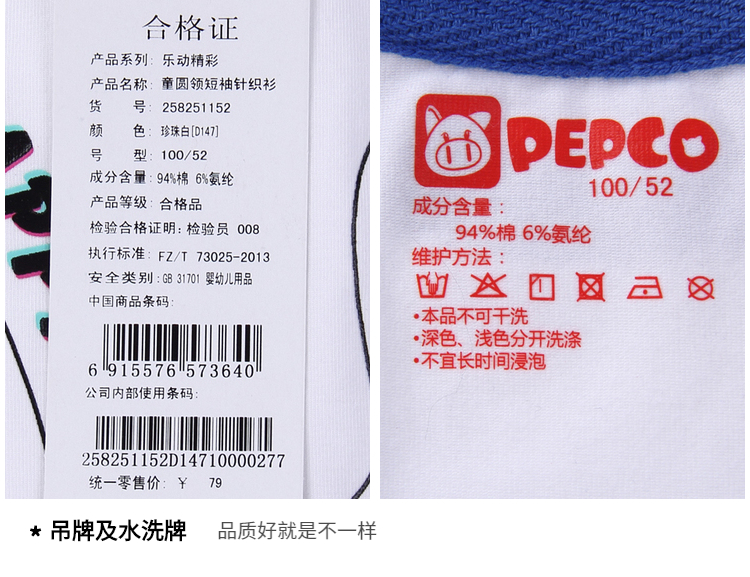 合格证
产品系列: 乐动精彩
产品名称: 童圆领短袖针织衫
货 号: 258251152
颜 色: 珍珠白[D147]
号 型: 100/52
成分含量: 94%棉 6%氨纶
产品等级: 合格品
检验合格证明: 检验员 008
执行标准: FZ/T 73025-2013
安全类别: GB 31701 婴幼儿用品
中国商品条码:
6 915576 573640
公司内部使用条码:
258251152D14710000277
统一零售价: ￥ 79
PEPCO
100/52
成分含量:
94%棉 6%氨纶
维护方法:
•本品不可干洗
•深色、浅色分开洗涤
•不宜长时间浸泡
* 吊牌及水洗牌 品质好就是不一样